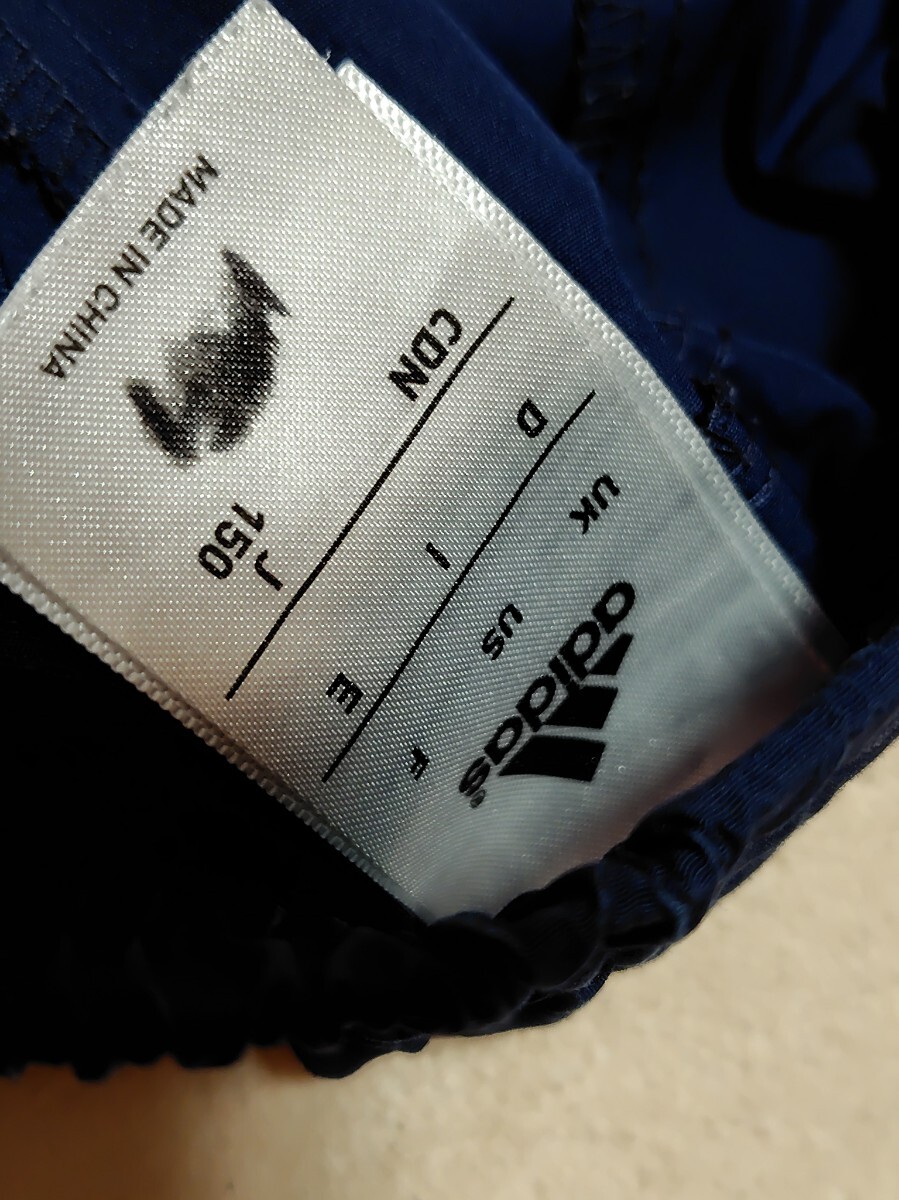 adidas®
UK US F
D I E
CDN J
150
MADE IN CHINA